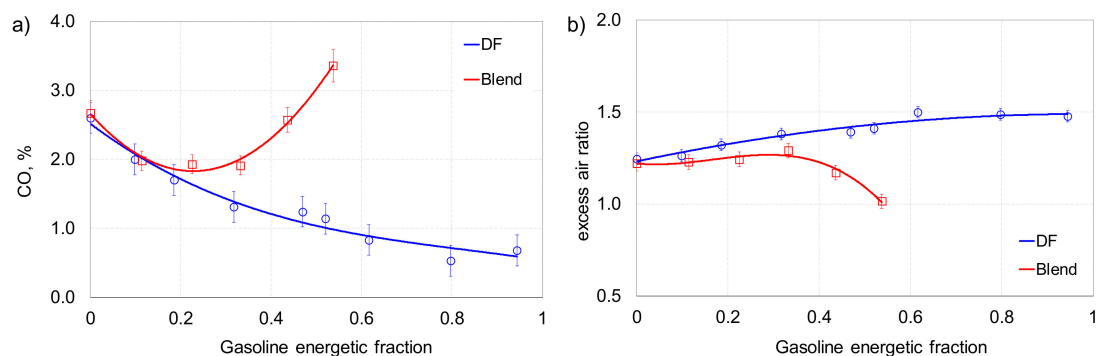 a)
4.0
3.0
2.0
1.0
0.0
CO, %
DF
Blend
0 0.2 0.4 0.6 0.8 1
Gasoline energetic fraction
b)
2.0
1.5
1.0
0.5
excess air ratio
DF
Blend
0 0.2 0.4 0.6 0.8 1
Gasoline energetic fraction